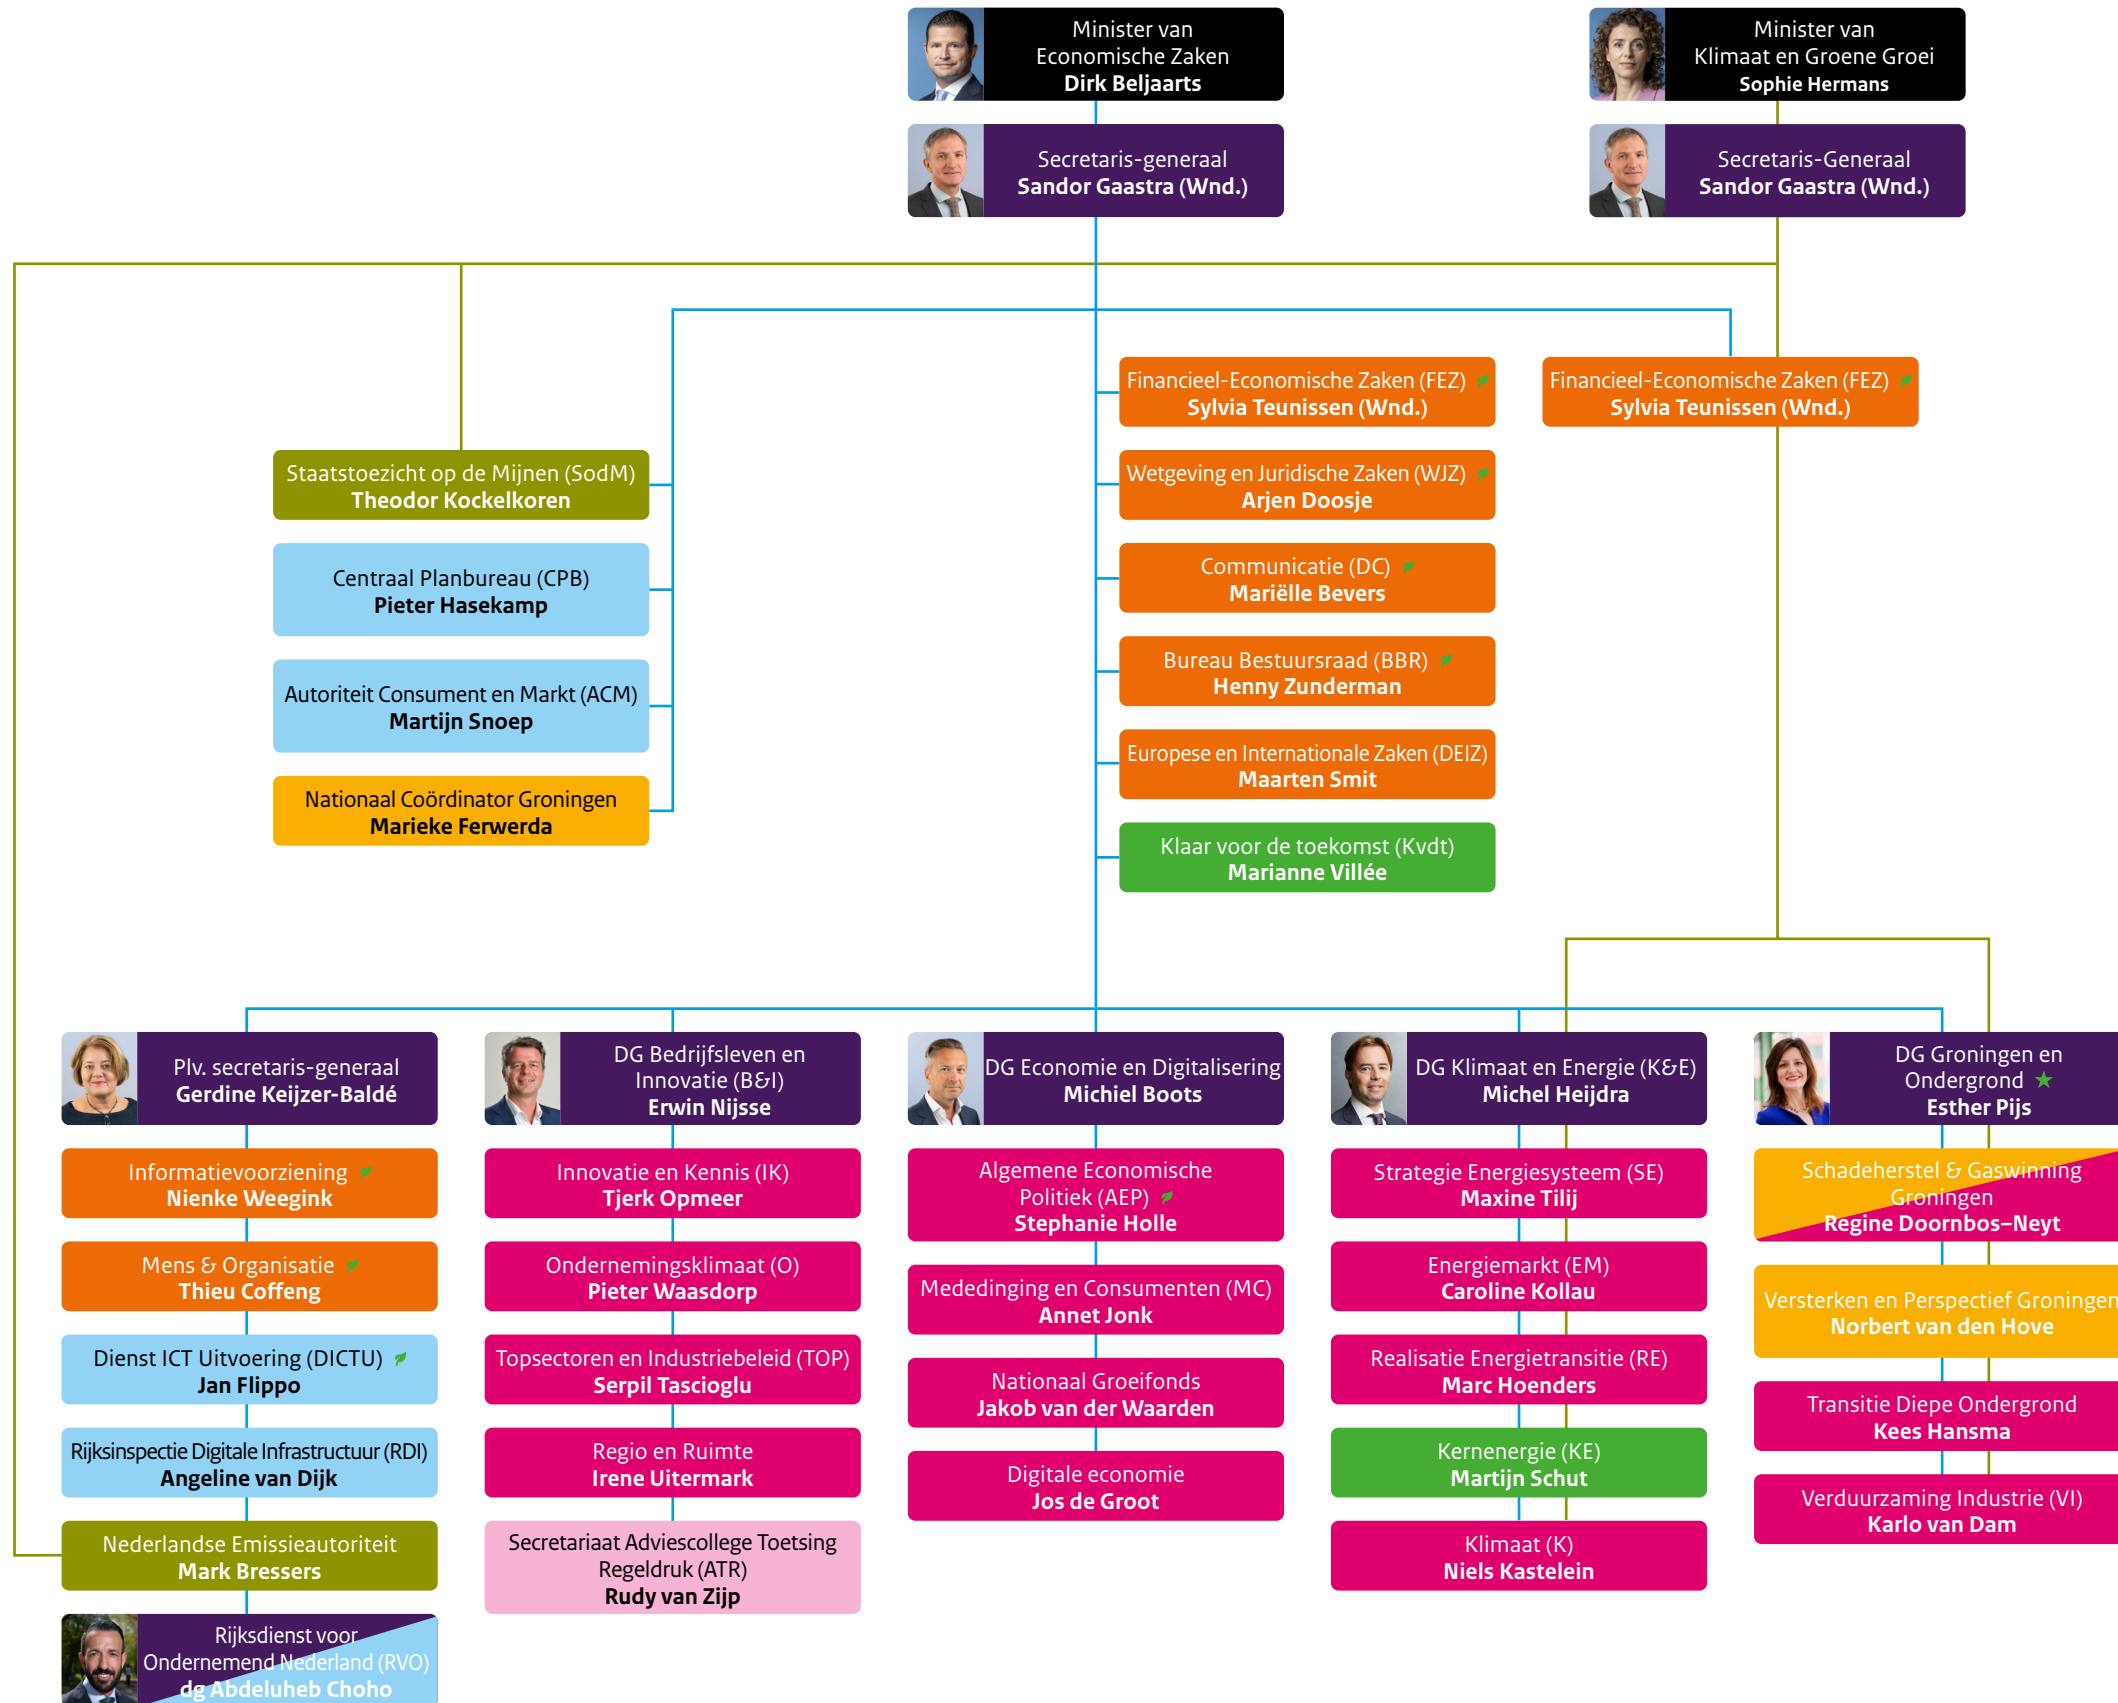 Minister van
Economische Zaken
Dirk Beljaarts
Minister van
Klimaat en Groene Groei
Sophie Hermans
Secretaris-generaal
Sandor Gaastra (Wnd.)
Secretaris-Generaal
Sandor Gaastra (Wnd.)
Financieel-Economische Zaken (FEZ)
Sylvia Teunissen (Wnd.)
Financieel-Economische Zaken (FEZ)
Sylvia Teunissen (Wnd.)
Staatstoezicht op de Mijnen (SodM)
Theodor Kockelkoren
Centraal Planbureau (CPB)
Pieter Hasekamp
Autoriteit Consument en Markt (ACM)
Martijn Snoep
Nationaal Coördinator Groningen
Marieke Ferwerda
Wetgeving en Juridische Zaken (WJZ)
Arjen Doosje
Communicatie (DC)
Mariëlle Bevers
Bureau Bestuursraad (BBR)
Henny Zunderman
Europese en Internationale Zaken (DEIZ)
Maarten Smit
Klaar voor de toekomst (Kvdt)
Marianne Villée
Plv. secretaris-generaal
Gerdine Keijzer-Baldé
Informatievoorziening
Nienke Weegink
Mens & Organisatie
Thieu Coffeng
Dienst ICT Uitvoering (DICTU)
Jan Flippo
Rijksinspectie Digitale Infrastructuur (RDI)
Angeline van Dijk
Nederlandse Emissieautoriteit
Mark Bressers
Rijksdienst voor
Ondernemend Nederland (RVO)
dg Abdeluheb Choho
DG Bedrijfsleven en
Innovatie (B&I)
Erwin Nijsse
Innovatie en Kennis (IK)
Tjerk Opmeer
Ondernemingsklimaat (O)
Pieter Waasdorp
Topsectoren en Industriebeleid (TOP)
Serpil Tascioglu
Regio en Ruimte
Irene Uitermark
Secretariaat Adviescollege Toetsing
Regeldruk (ATR)
Rudy van Zijp
DG Economie en Digitalisering
Michiel Boots
Algemene Economische
Politiek (AEP)
Stephanie Holle
Mededinging en Consumenten (MC)
Annet Jonk
Nationaal Groeifonds
Jakob van der Waarden
Digitale economie
Jos de Groot
DG Klimaat en Energie (K&E)
Michel Heijdra
Strategie Energiesysteem (SE)
Maxine Tilij
Energiemarkt (EM)
Caroline Kollau
Realisatie Energietransitie (RE)
Marc Hoenders
Kernenergie (KE)
Martijn Schut
Klimaat (K)
Niels Kastelein
DG Groningen en
Ondergrond
Esther Pijs
Schadeherstel & Gaswinning
Groningen
Regine Doornbos–Neyt
Versterken en Perspectief Groningen
Norbert van den Hove
Transitie Diepe Ondergrond
Kees Hansma
Verduurzaming Industrie (VI)
Karlo van Dam